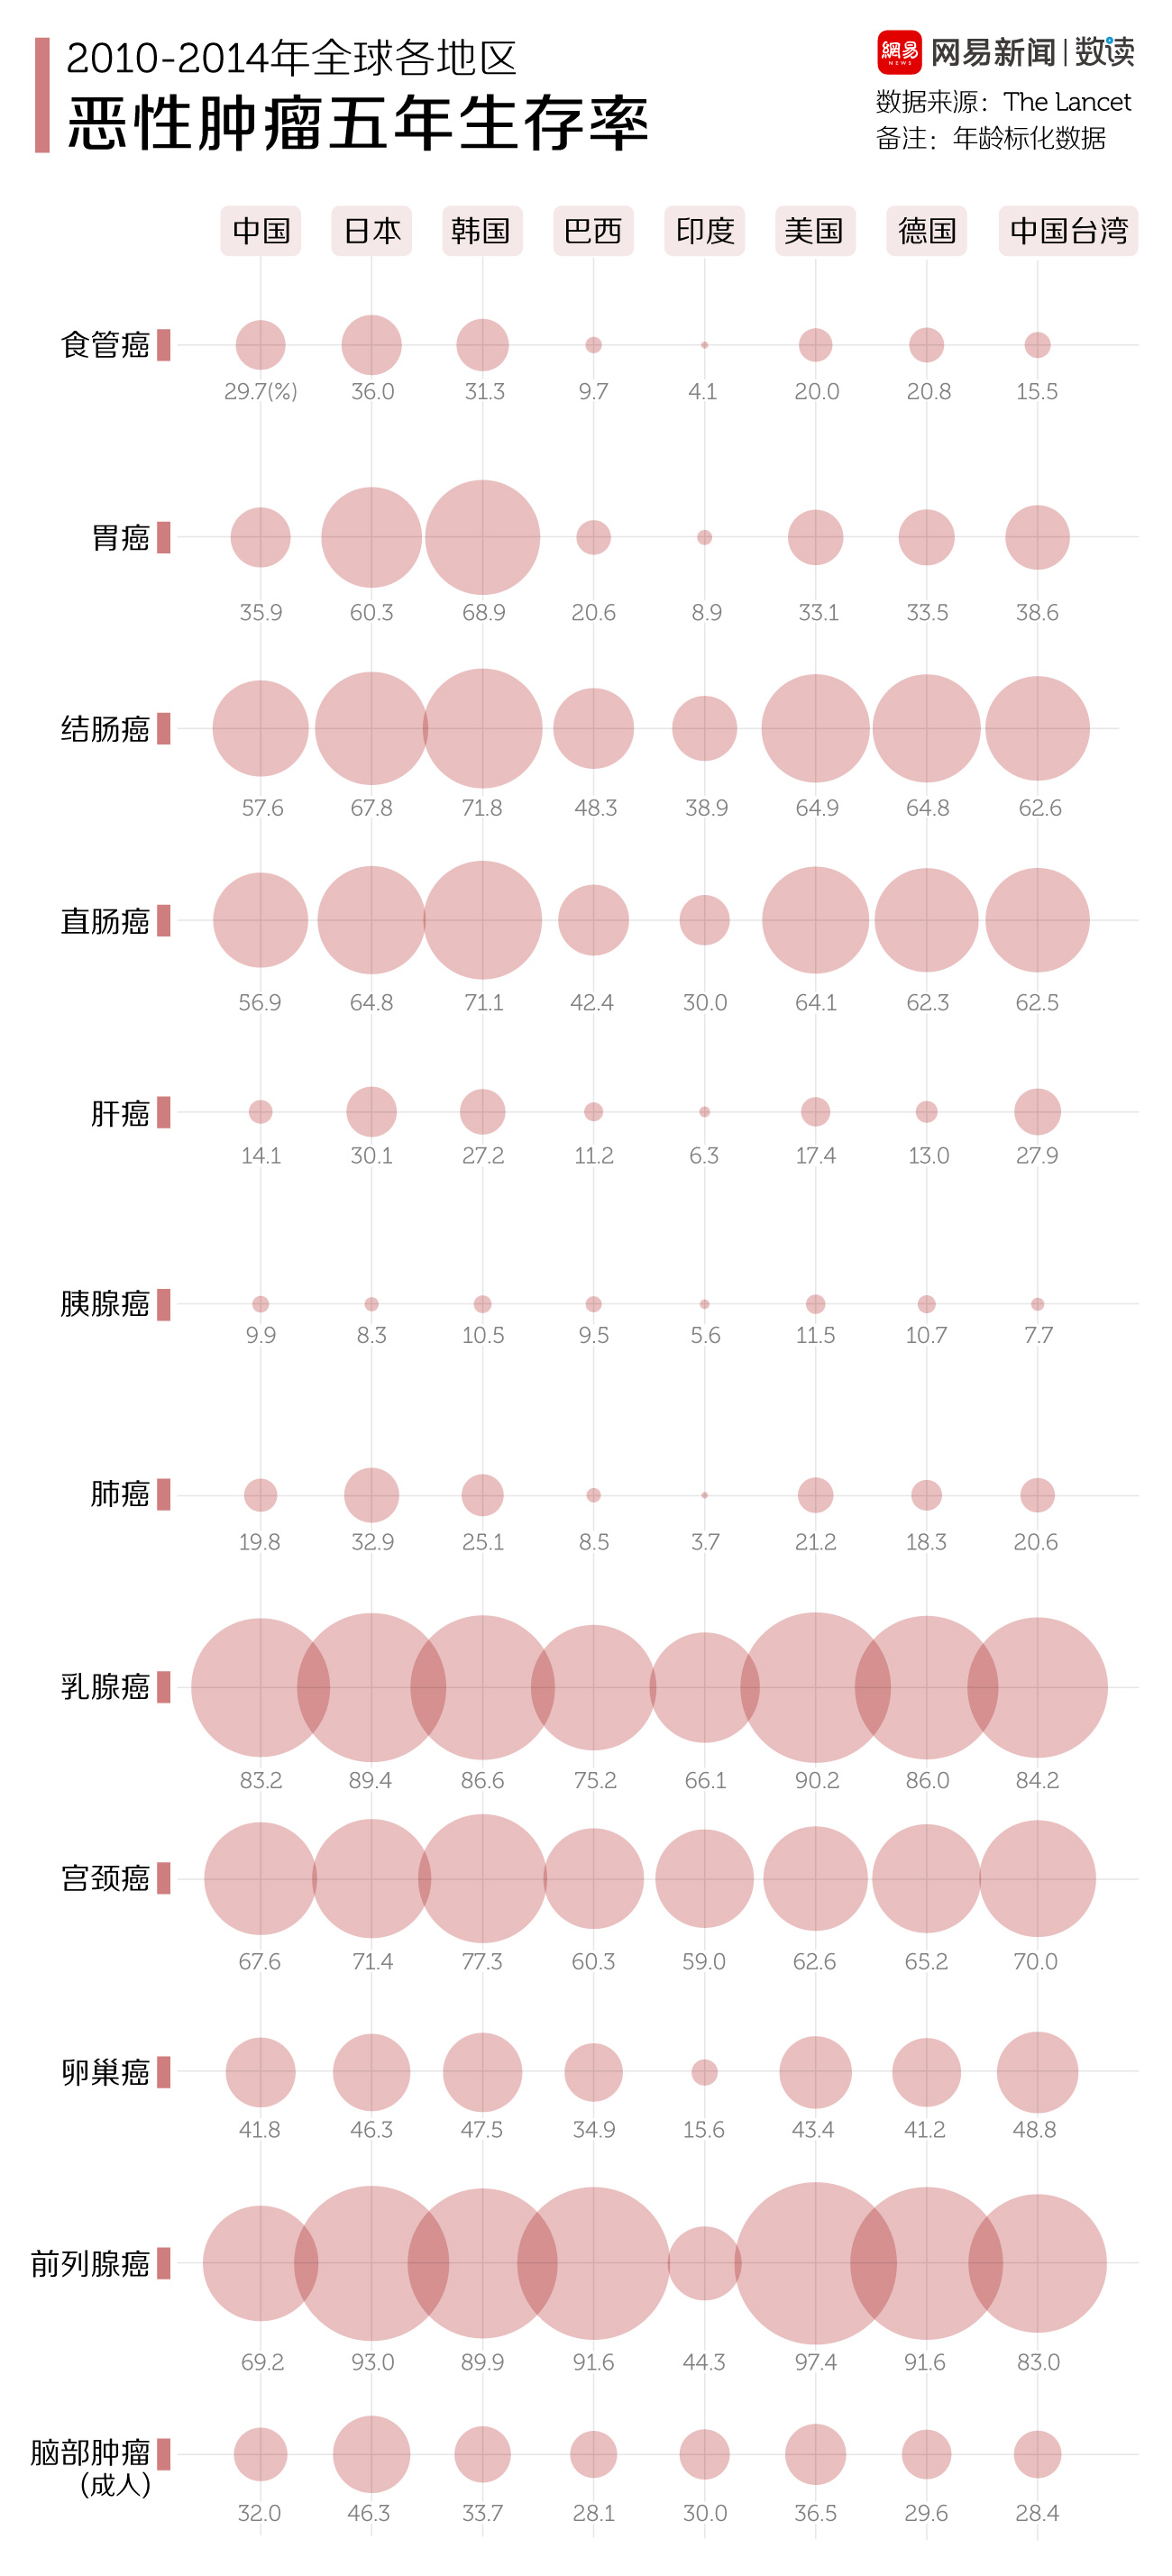 2010-2014年全球各地区
恶性肿瘤五年生存率
網易
NEWS
网易新闻 | 数读
数据来源：The Lancet
备注：年龄标化数据
中国 日本 韩国 巴西 印度 美国 德国 中国台湾
食管癌
29.7(%) 36.0 31.3 9.7 4.1 20.0 20.8 15.5
胃癌
35.9 60.3 68.9 20.6 8.9 33.1 33.5 38.6
结肠癌
57.6 67.8 71.8 48.3 38.9 64.9 64.8 62.6
直肠癌
56.9 64.8 71.1 42.4 30.0 64.1 62.3 62.5
肝癌
14.1 30.1 27.2 11.2 6.3 17.4 13.0 27.9
胰腺癌
9.9 8.3 10.5 9.5 5.6 11.5 10.7 7.7
肺癌
19.8 32.9 25.1 8.5 3.7 21.2 18.3 20.6
乳腺癌
83.2 89.4 86.6 75.2 66.1 90.2 86.0 84.2
宫颈癌
67.6 71.4 77.3 60.3 59.0 62.6 65.2 70.0
卵巢癌
41.8 46.3 47.5 34.9 15.6 43.4 41.2 48.8
前列腺癌
69.2 93.0 89.9 91.6 44.3 97.4 91.6 83.0
脑部肿瘤
(成人)
32.0 46.3 33.7 28.1 30.0 36.5 29.6 28.4